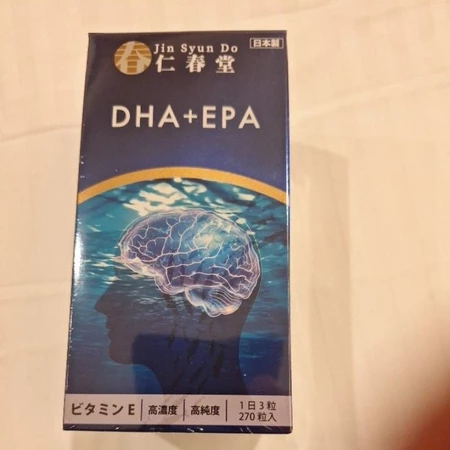 春
Jin Syun Do
仁春堂
日本製
DHA+EPA
ビタミンE
高濃度
高純度
1日3粒
270粒入